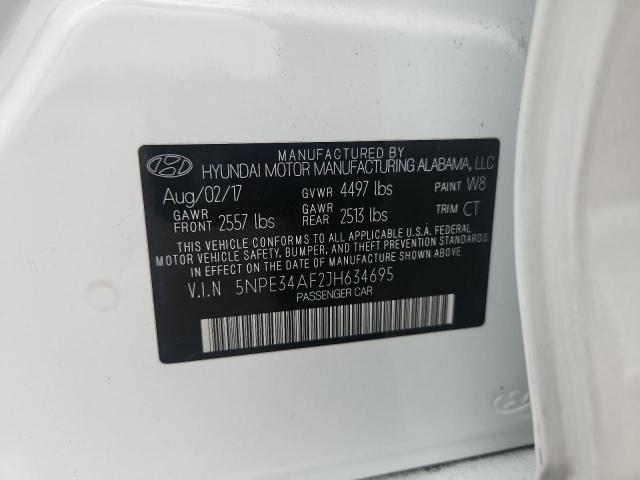 MANUFACTURED BY
HYUNDAI MOTOR MANUFACTURING ALABAMA, LLC
Aug/02/17 GVWR 4497 lbs PAINT W8
GAWR FRONT 2557 lbs GAWR REAR 2513 lbs TRIM CT
THIS VEHICLE CONFORMS TO ALL APPLICABLE U.S.A. FEDERAL
MOTOR VEHICLE SAFETY, BUMPER, AND THEFT PREVENTION STANDARDS
IN EFFECT ON THE DATE OF MANUFACTURE SHOWN ABOVE.
V.I.N 5NPE34AF2JH634695
PASSENGER CAR